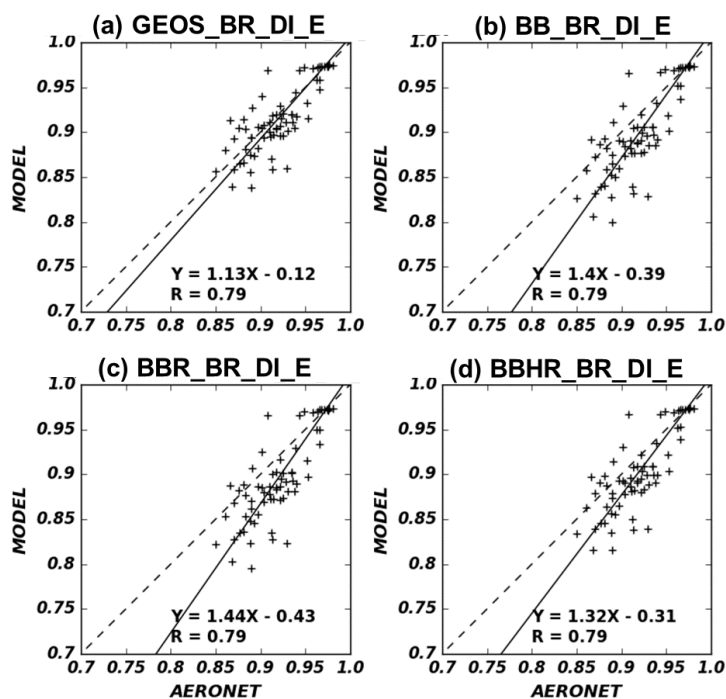 (a) GEOS_BR_DI_E
1.0
0.95
0.9
0.85
0.8
0.75
0.7
MODEL
Y = 1.13X - 0.12
R = 0.79
0.7 0.75 0.8 0.85 0.9 0.95 1.0
(b) BB_BR_DI_E
1.0
0.95
0.9
0.85
0.8
0.75
0.7
MODEL
Y = 1.4X - 0.39
R = 0.79
0.7 0.75 0.8 0.85 0.9 0.95 1.0
(c) BBR_BR_DI_E
1.0
0.95
0.9
0.85
0.8
0.75
0.7
MODEL
Y = 1.44X - 0.43
R = 0.79
0.7 0.75 0.8 0.85 0.9 0.95 1.0
AERONET
(d) BBHR_BR_DI_E
1.0
0.95
0.9
0.85
0.8
0.75
0.7
MODEL
Y = 1.32X - 0.31
R = 0.79
0.7 0.75 0.8 0.85 0.9 0.95 1.0
AERONET